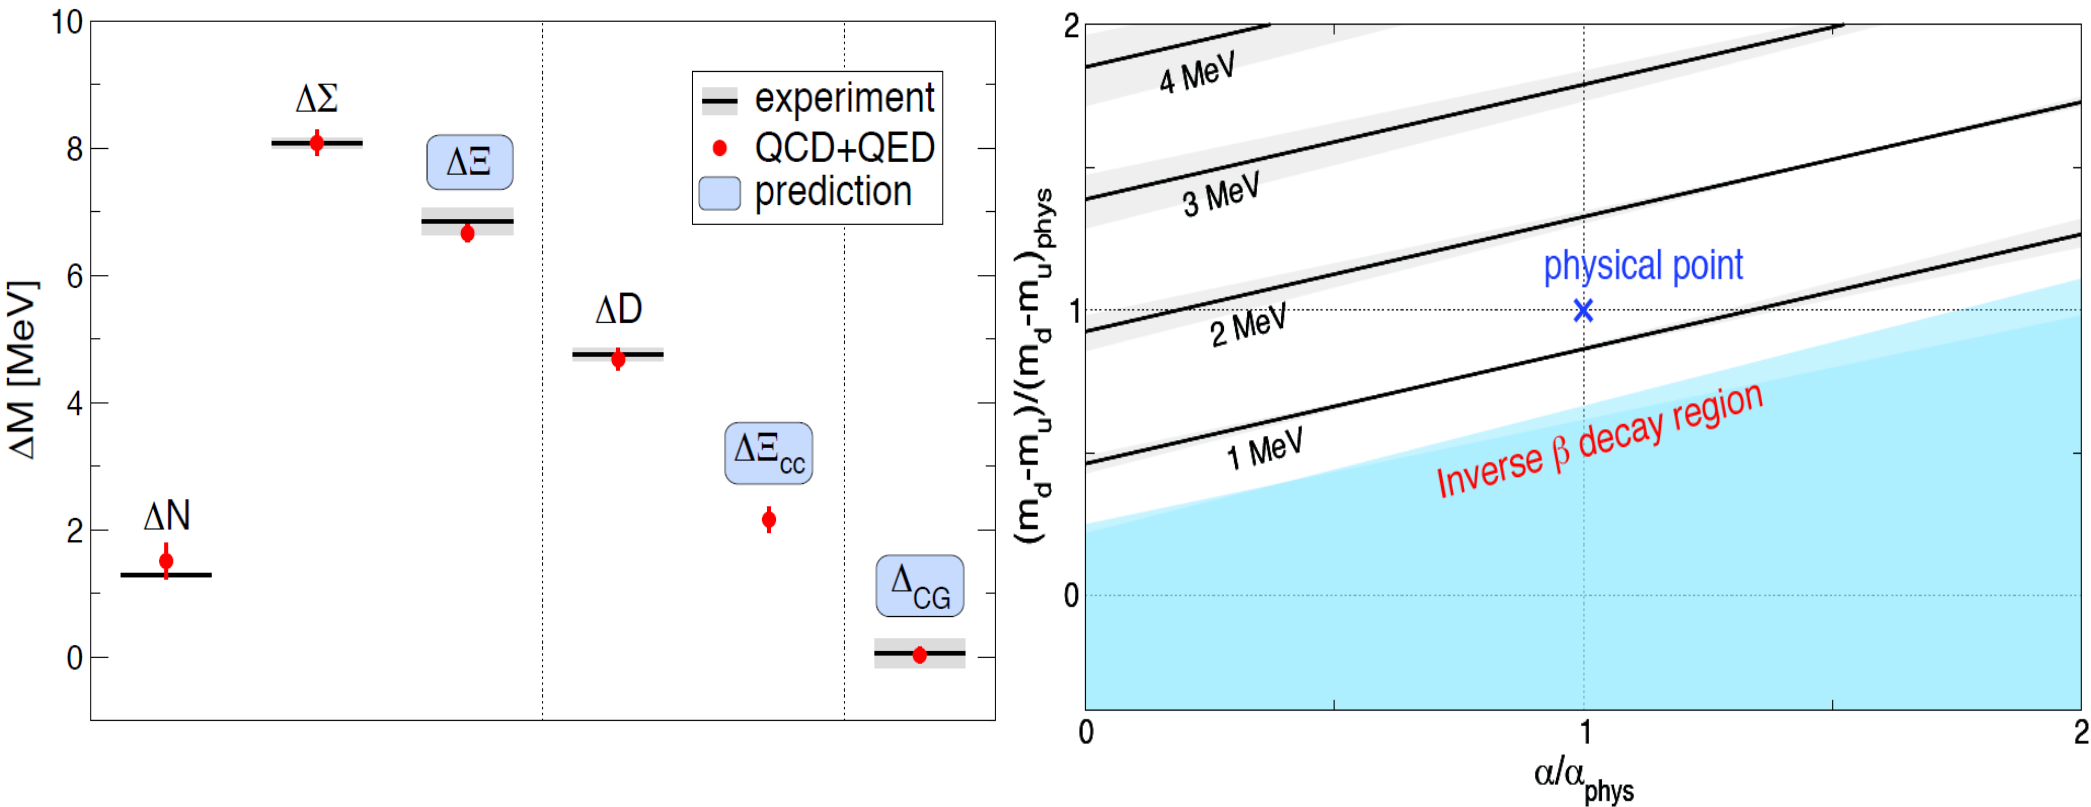 10
8
6
4
2
0
ΔM [MeV]
ΔN
ΔΣ
ΔΞ
ΔD
ΔΞcc
ΔCG
experiment
QCD+QED
prediction
2
1
0
(md-mu)/(md-mu)phys
4 MeV
3 MeV
2 MeV
1 MeV
physical point
Inverse β decay region
0
1
2
α/αphys